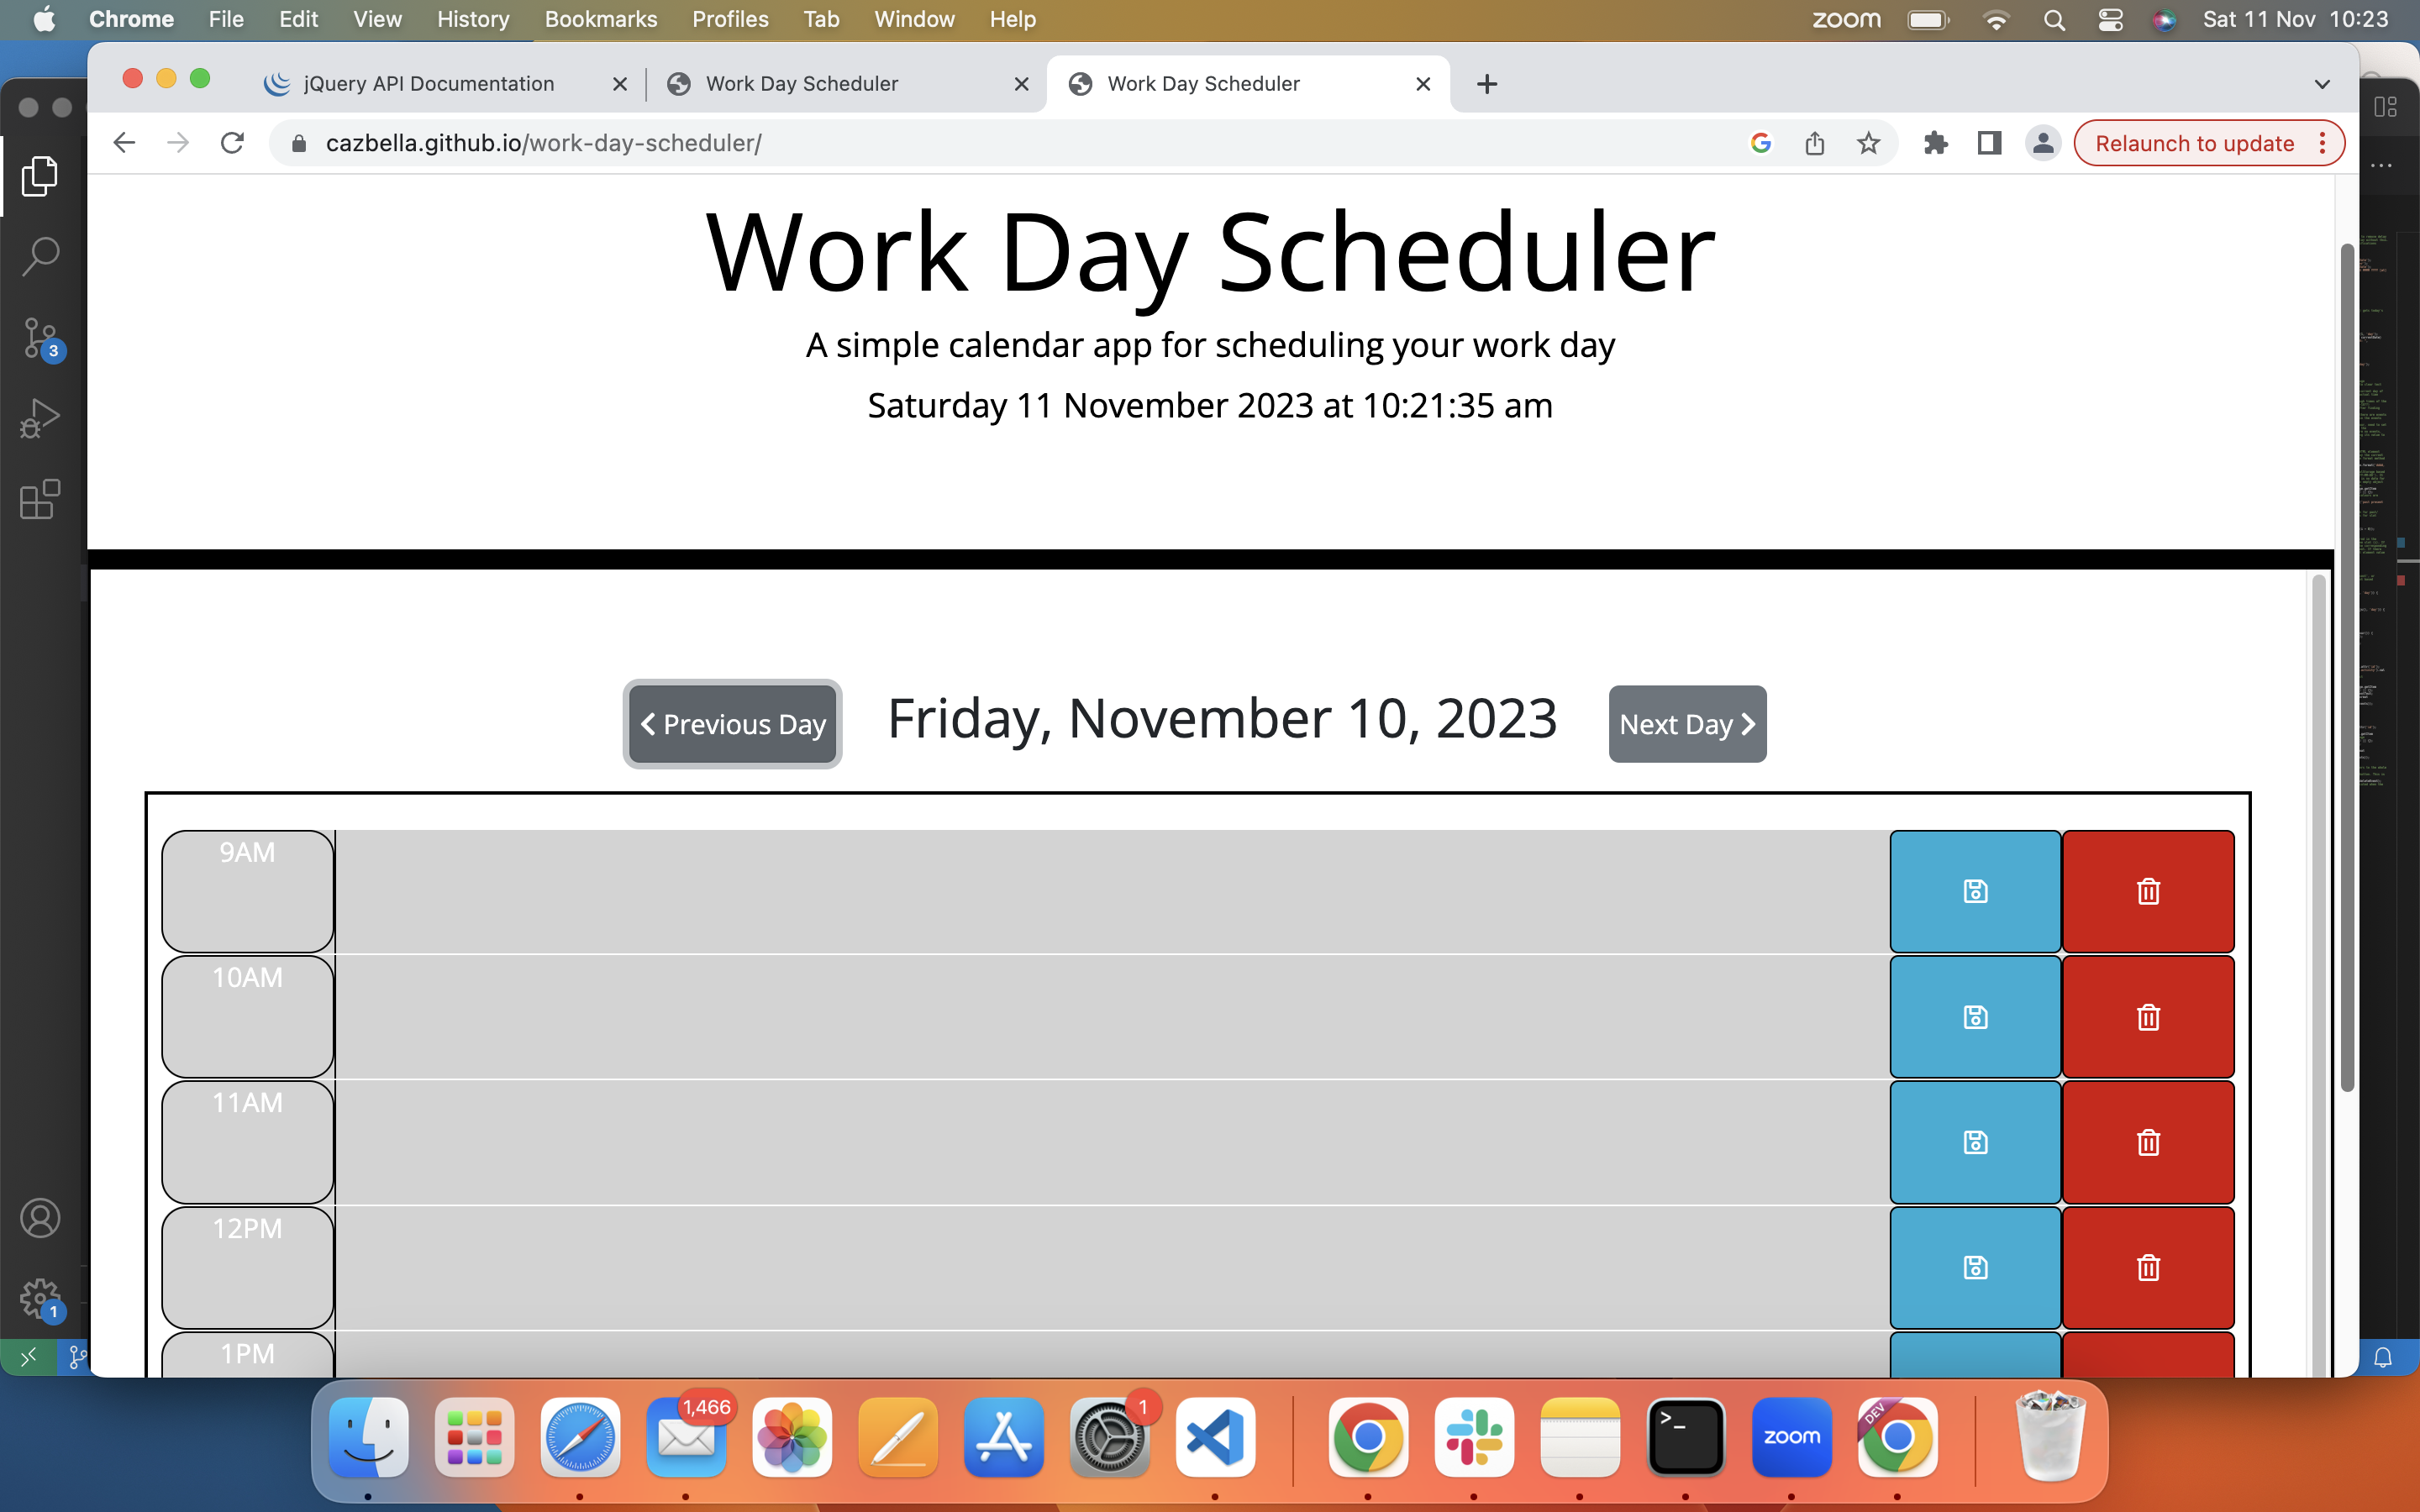 Chrome File Edit View History Bookmarks Profiles Tab Window Help zoom Sat 11 Nov 10:23
jQuery API Documentation Work Day Scheduler Work Day Scheduler
cazbella.github.io/work-day-scheduler/ Relaunch to update
Work Day Scheduler
A simple calendar app for scheduling your work day
3
Saturday 11 November 2023 at 10:21:35 am
Previous Day Friday, November 10, 2023 Next Day
9AM
10AM
11AM
12PM
1
1PM
1,466 1
DEV
zoom